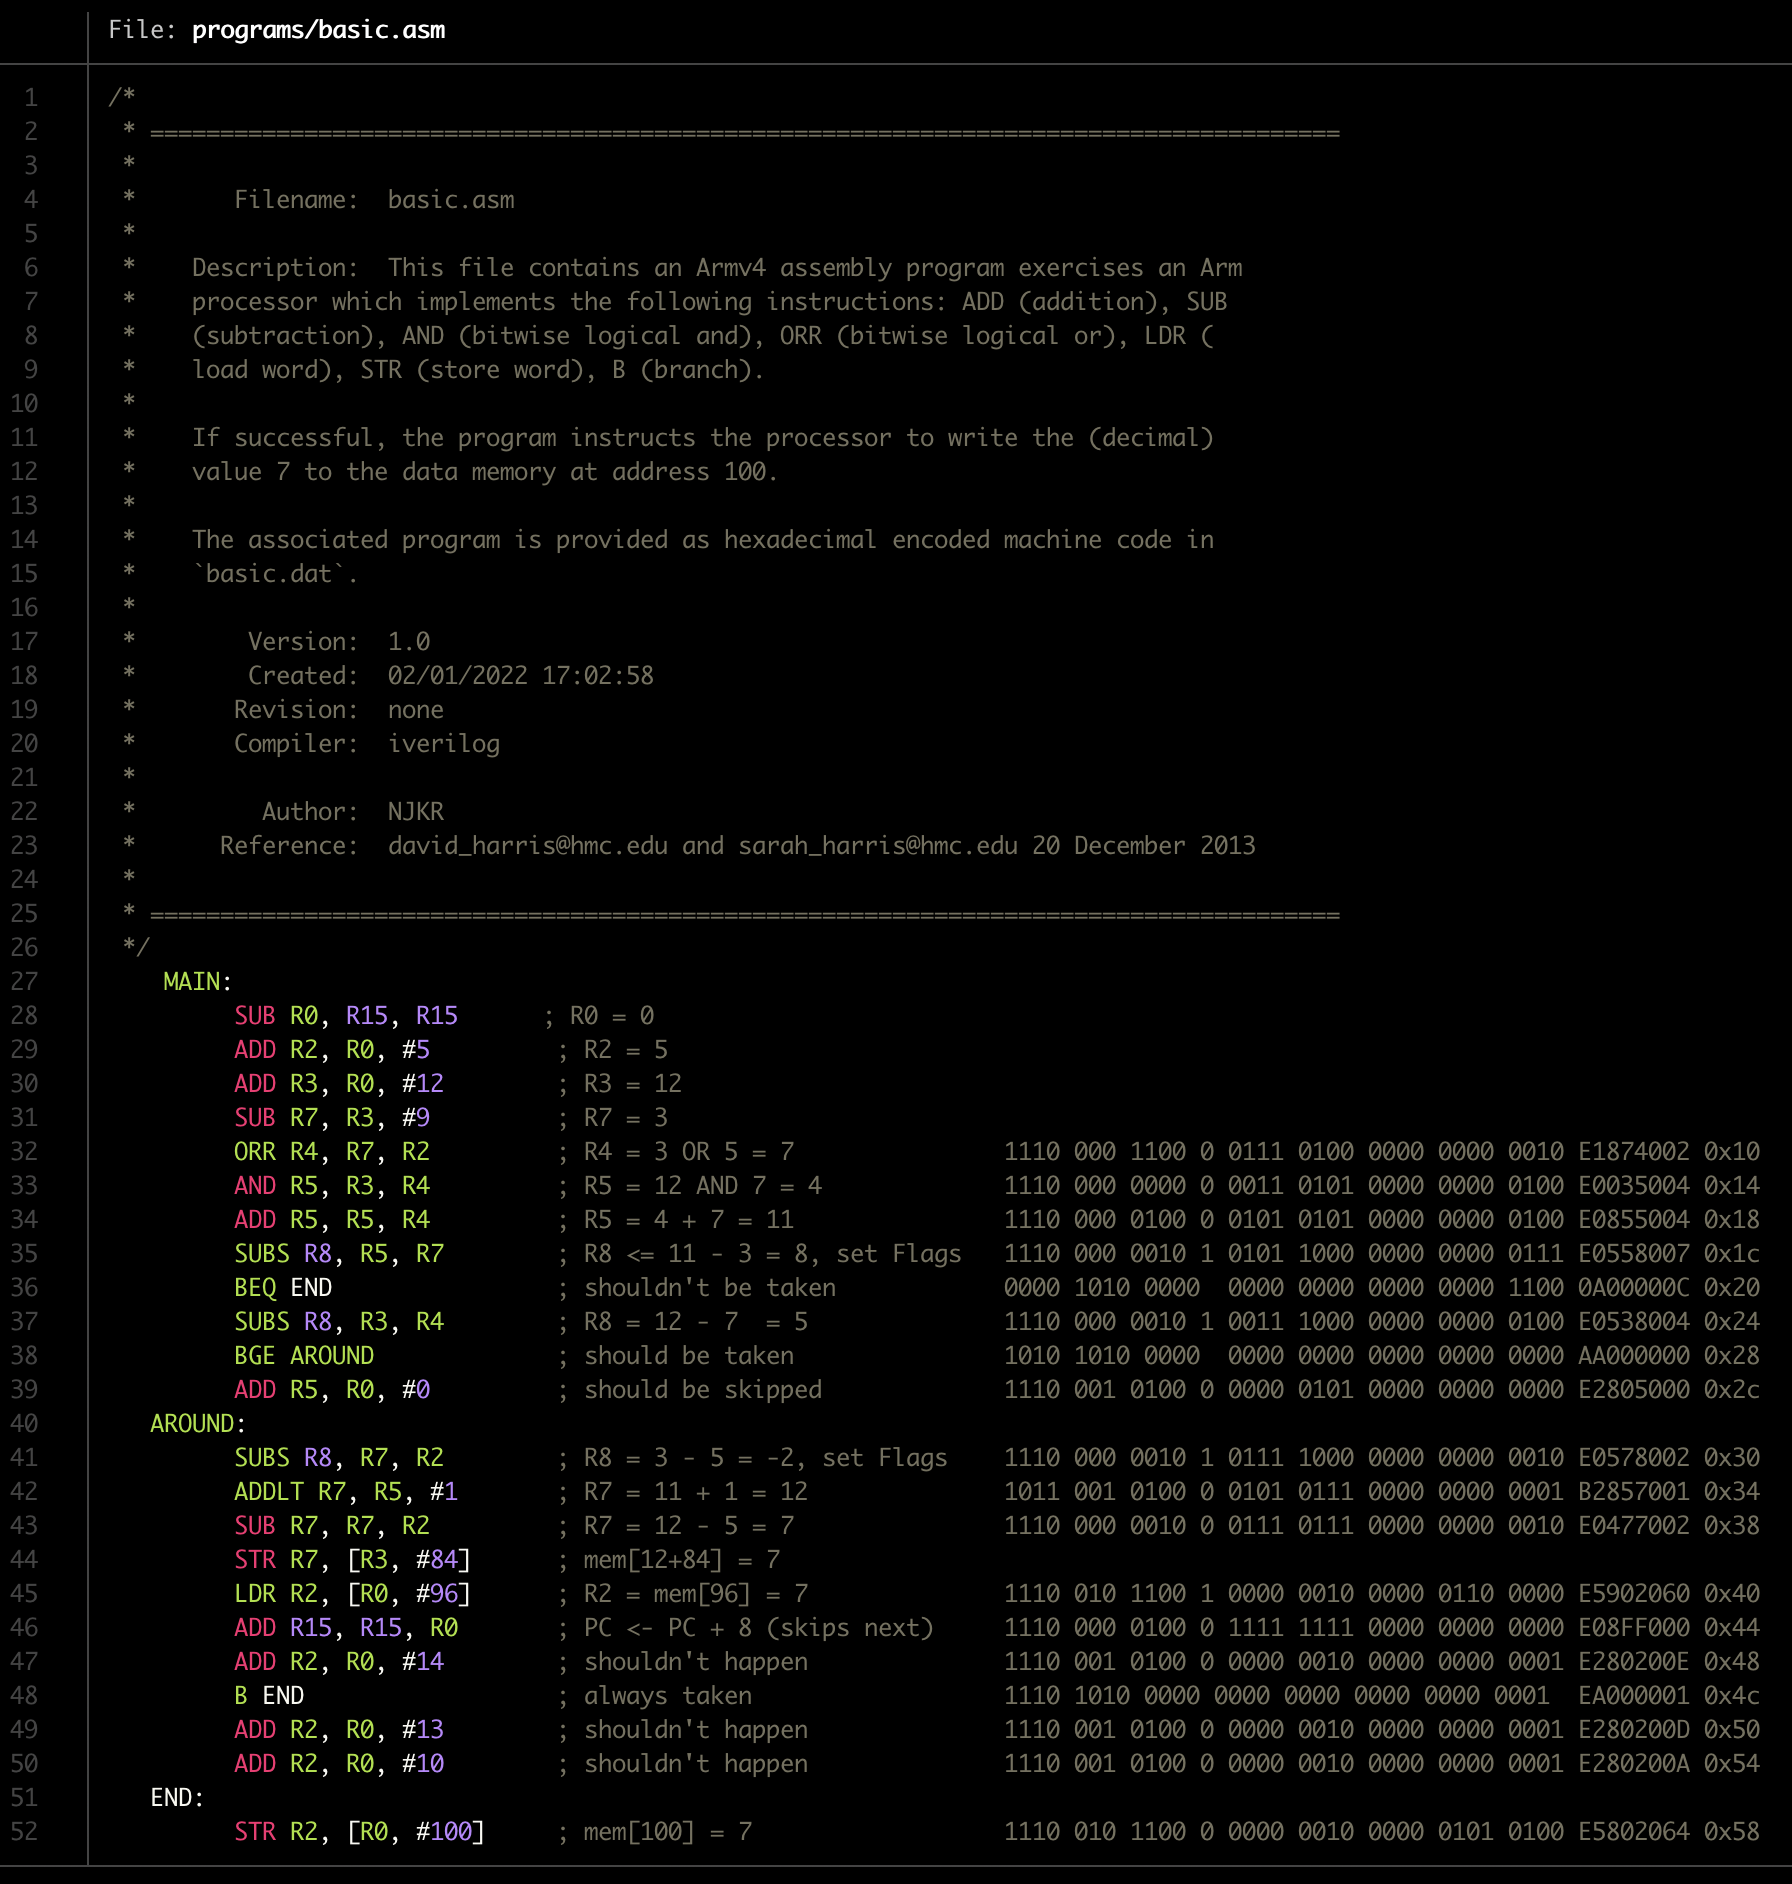 File: programs/basic.asm
1 /*
2 * =====================================================================================
3 *
4 * Filename: basic.asm
5 *
6 * Description: This file contains an Armv4 assembly program exercises an Arm
7 * processor which implements the following instructions: ADD (addition), SUB
8 * (subtraction), AND (bitwise logical and), ORR (bitwise logical or), LDR (
9 * load word), STR (store word), B (branch).
10 *
11 * If successful, the program instructs the processor to write the (decimal)
12 * value 7 to the data memory at address 100.
13 *
14 * The associated program is provided as hexadecimal encoded machine code in
15 * `basic.dat`.
16 *
17 * Version: 1.0
18 * Created: 02/01/2022 17:02:58
19 * Revision: none
20 * Compiler: iverilog
21 *
22 * Author: NJKR
23 * Reference: david_harris@hmc.edu and sarah_harris@hmc.edu 20 December 2013
24 *
25 * =====================================================================================
26 */
27 MAIN:
28 SUB R0, R15, R15 ; R0 = 0
29 ADD R2, R0, #5 ; R2 = 5
30 ADD R3, R0, #12 ; R3 = 12
31 SUB R7, R3, #9 ; R7 = 3
32 ORR R4, R7, R2 ; R4 = 3 OR 5 = 7 1110 000 1100 0 0111 0100 0000 0000 0010 E1874002 0x10
33 AND R5, R3, R4 ; R5 = 12 AND 7 = 4 1110 000 0000 0 0011 0101 0000 0000 0100 E0035004 0x14
34 ADD R5, R5, R4 ; R5 = 4 + 7 = 11 1110 000 0100 0 0101 0101 0000 0000 0100 E0855004 0x18
35 SUBS R8, R5, R7 ; R8 <= 11 - 3 = 8, set Flags 1110 000 0010 1 0101 1000 0000 0000 0111 E0558007 0x1c
36 BEQ END ; shouldn't be taken 0000 1010 0000 0000 0000 0000 0000 1100 0A00000C 0x20
37 SUBS R8, R3, R4 ; R8 = 12 - 7 = 5 1110 000 0010 1 0011 1000 0000 0000 0100 E0538004 0x24
38 BGE AROUND ; should be taken 1010 1010 0000 0000 0000 0000 0000 0000 AA000000 0x28
39 ADD R5, R0, #0 ; should be skipped 1110 001 0100 0 0000 0101 0000 0000 0000 E2805000 0x2c
40 AROUND:
41 SUBS R8, R7, R2 ; R8 = 3 - 5 = -2, set Flags 1110 000 0010 1 0111 1000 0000 0000 0010 E0578002 0x30
42 ADDLT R7, R5, #1 ; R7 = 11 + 1 = 12 1011 001 0100 0 0101 0111 0000 0000 0001 B2857001 0x34
43 SUB R7, R7, R2 ; R7 = 12 - 5 = 7 1110 000 0010 0 0111 0111 0000 0000 0010 E0477002 0x38
44 STR R7, [R3, #84] ; mem[12+84] = 7
45 LDR R2, [R0, #96] ; R2 = mem[96] = 7 1110 010 1100 1 0000 0010 0000 0110 0000 E5902060 0x40
46 ADD R15, R15, R0 ; PC <- PC + 8 (skips next) 1110 000 0100 0 1111 1111 0000 0000 0000 E08FF000 0x44
47 ADD R2, R0, #14 ; shouldn't happen 1110 001 0100 0 0000 0010 0000 0000 0001 E280200E 0x48
48 B END ; always taken 1110 1010 0000 0000 0000 0000 0000 0001 EA000001 0x4c
49 ADD R2, R0, #13 ; shouldn't happen 1110 001 0100 0 0000 0010 0000 0000 0001 E280200D 0x50
50 ADD R2, R0, #10 ; shouldn't happen 1110 001 0100 0 0000 0010 0000 0000 0001 E280200A 0x54
51 END:
52 STR R2, [R0, #100] ; mem[100] = 7 1110 010 1100 0 0000 0010 0000 0101 0100 E5802064 0x58